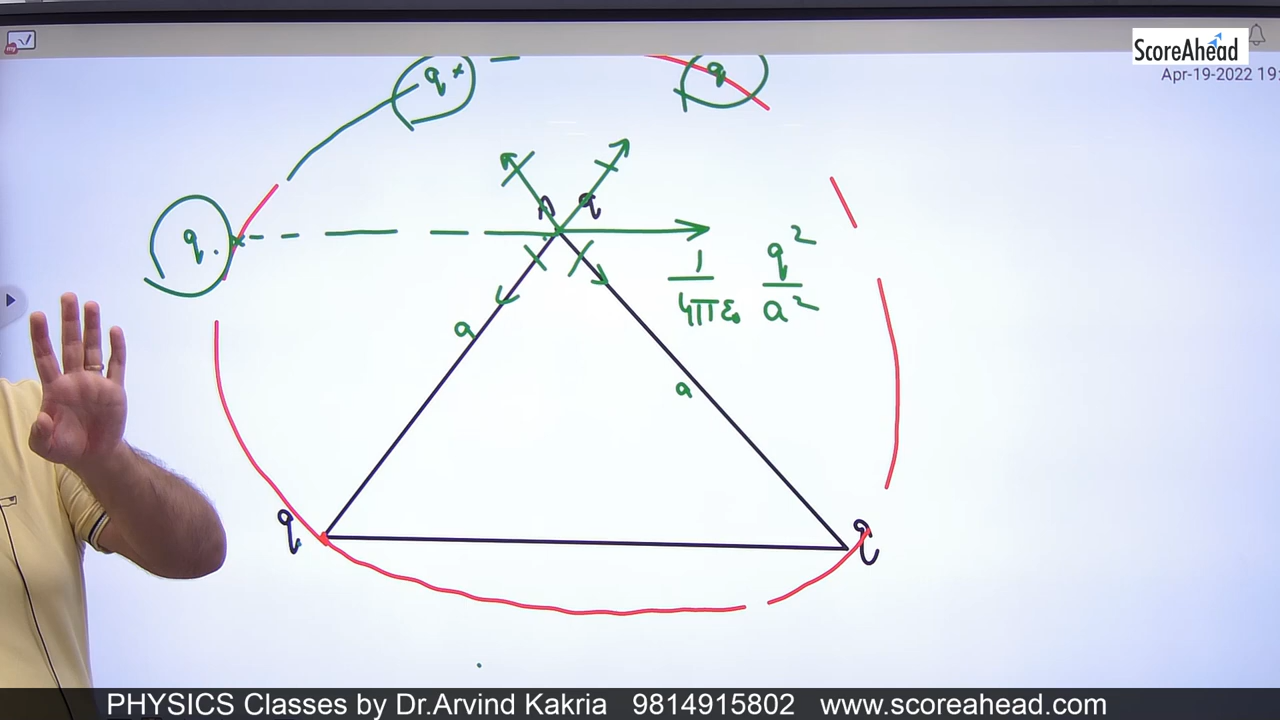 ScoreAhead
Apr-19-2022 19:
my
q
q
A q
q
1/4πε₀ q²/a²
a
a
q
q
PHYSICS Classes by Dr.Arvind Kakria 9814915802 www.scoreahead.com